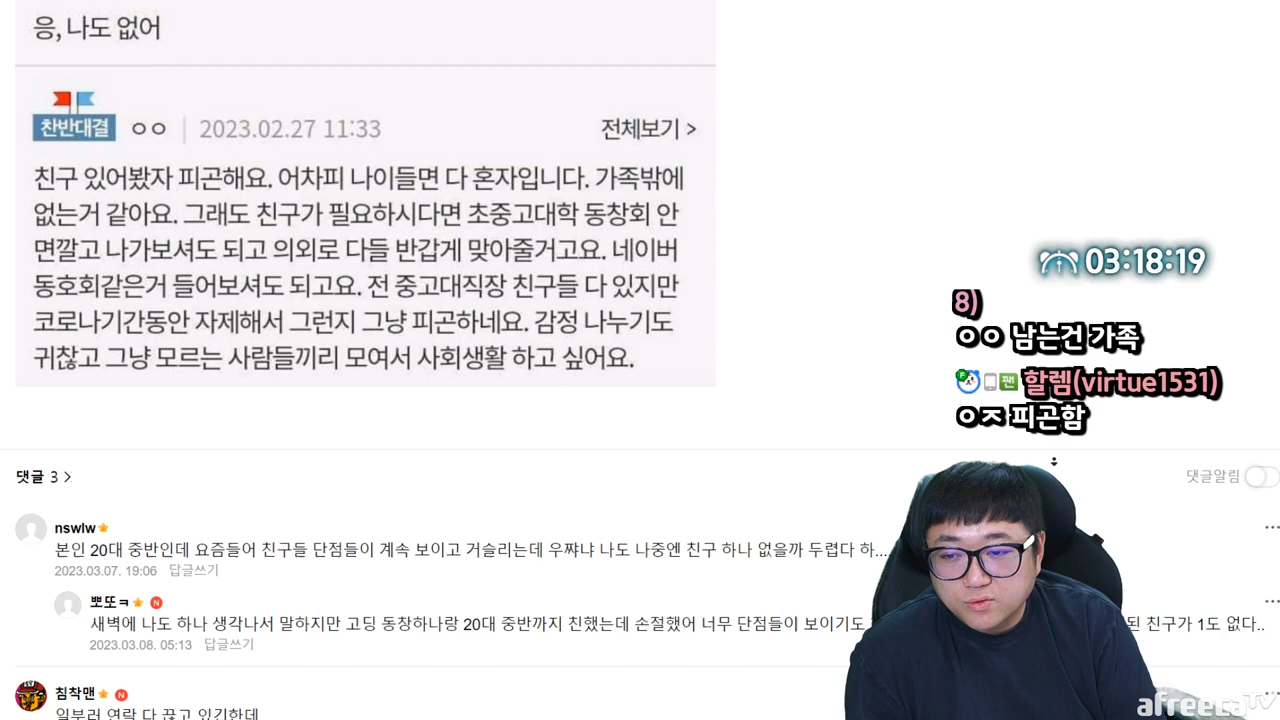 응, 나도 없어
찬반대결 ㅇㅇ 2023.02.27 11:33 전체보기 >
친구 있어봤자 피곤해요. 어차피 나이들면 다 혼자입니다. 가족밖에
없는거 같아요. 그래도 친구가 필요하시다면 초중고대학 동창회 안
면깔고 나가보셔도 되고 의외로 다들 반갑게 맞아줄거고요. 네이버
동호회같은거 들어보셔도 되고요. 전 중고대직장 친구들 다 있지만
코로나기간동안 자제해서 그런지 그냥 피곤하네요. 감정 나누기도
귀찮고 그냥 모르는 사람들끼리 모여서 사회생활 하고 싶어요.
03:18:19
8)
ㅇㅇ 남는건 가족
F 팬 할렘(virtue1531)
ㅇㅈ 피곤함
댓글 3 >
댓글알림
nswlw
본인 20대 중반인데 요즘들어 친구들 단점들이 계속 보이고 거슬리는데 우쨔냐 나도 나중엔 친구 하나 없을까 두렵다 하....
2023.03.07. 19:06 답글쓰기
뽀또ㅋ N
새벽에 나도 하나 생각나서 말하지만 고딩 동창하나랑 20대 중반까지 친했는데 손절했어 너무 단점들이 보이기도 된 친구가 1도 없다..
2023.03.08. 05:13 답글쓰기
침착맨 N
일부러 연락 다 끊고 있긴한데
afreecaTV